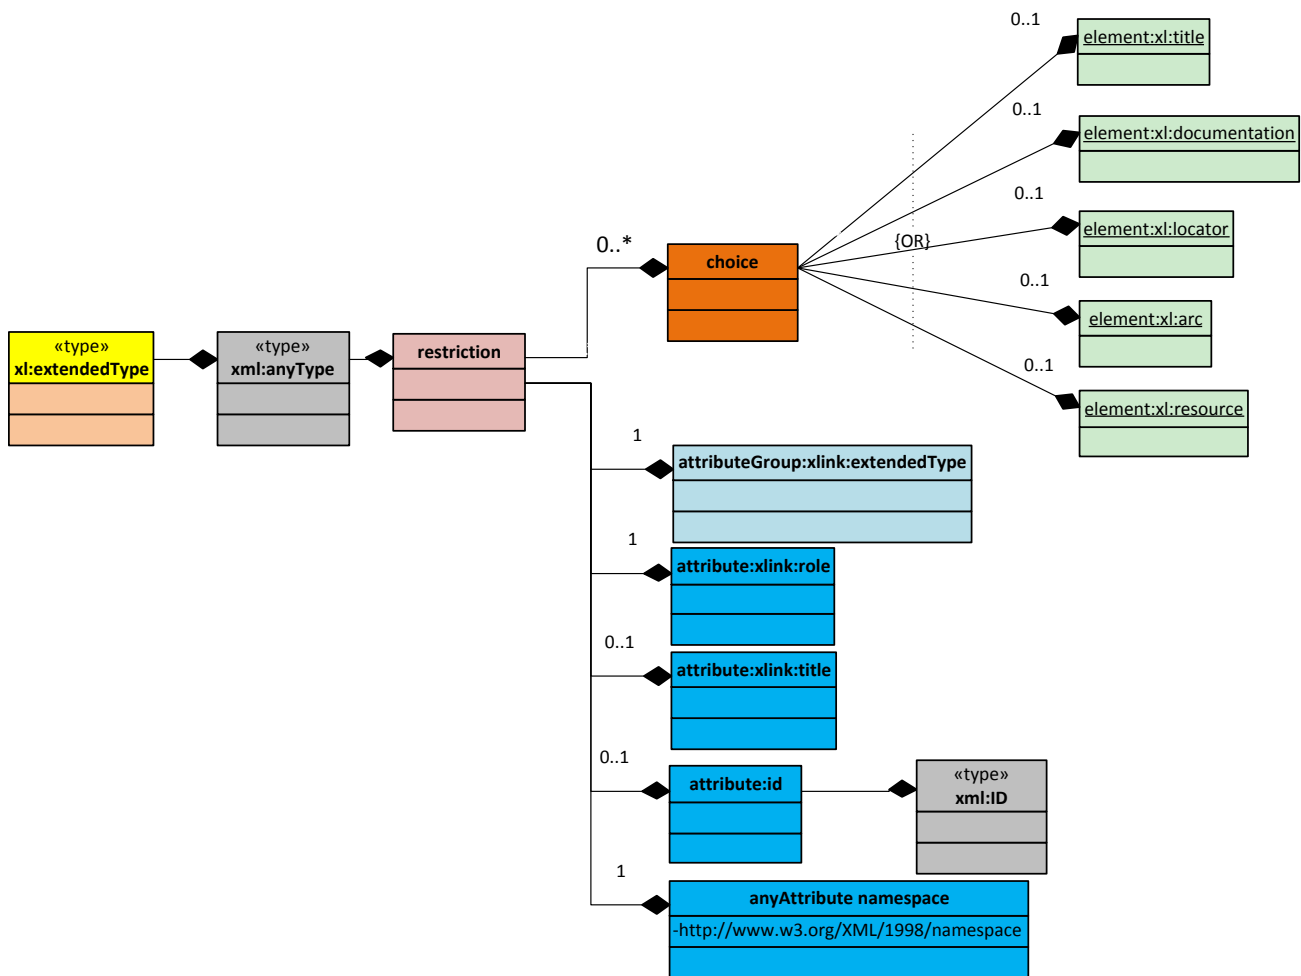 0..1
element:xl:title
0..1
element:xl:documentation
0..1
element:xl:locator
{OR}
0..*
choice
0..1
element:xl:arc
0..1
element:xl:resource
«type»
xl:extendedType
«type»
xml:anyType
restriction
1
attributeGroup:xlink:extendedType
1
attribute:xlink:role
0..1
attribute:xlink:title
0..1
attribute:id
«type»
xml:ID
1
anyAttribute namespace
-http://www.w3.org/XML/1998/namespace